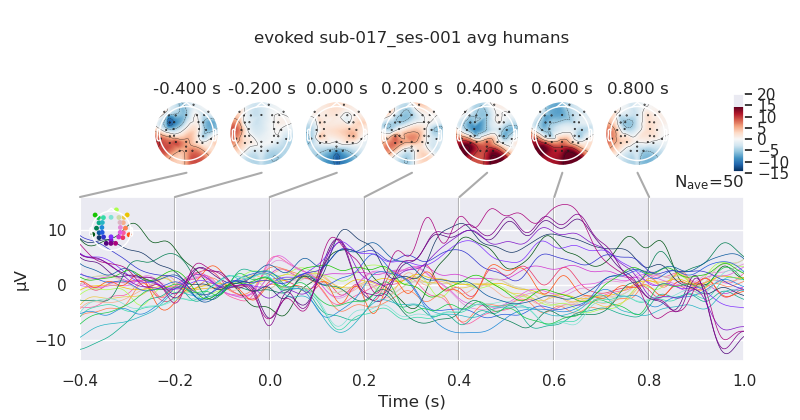 evoked sub-017_ses-001 avg humans
-0.400 s -0.200 s 0.000 s 0.200 s 0.400 s 0.600 s 0.800 s
20
15
10
5
0
−5
−10
−15
Nave=50
10
0
−10
µV
−0.4 −0.2 0.0 0.2 0.4 0.6 0.8 1.0
Time (s)